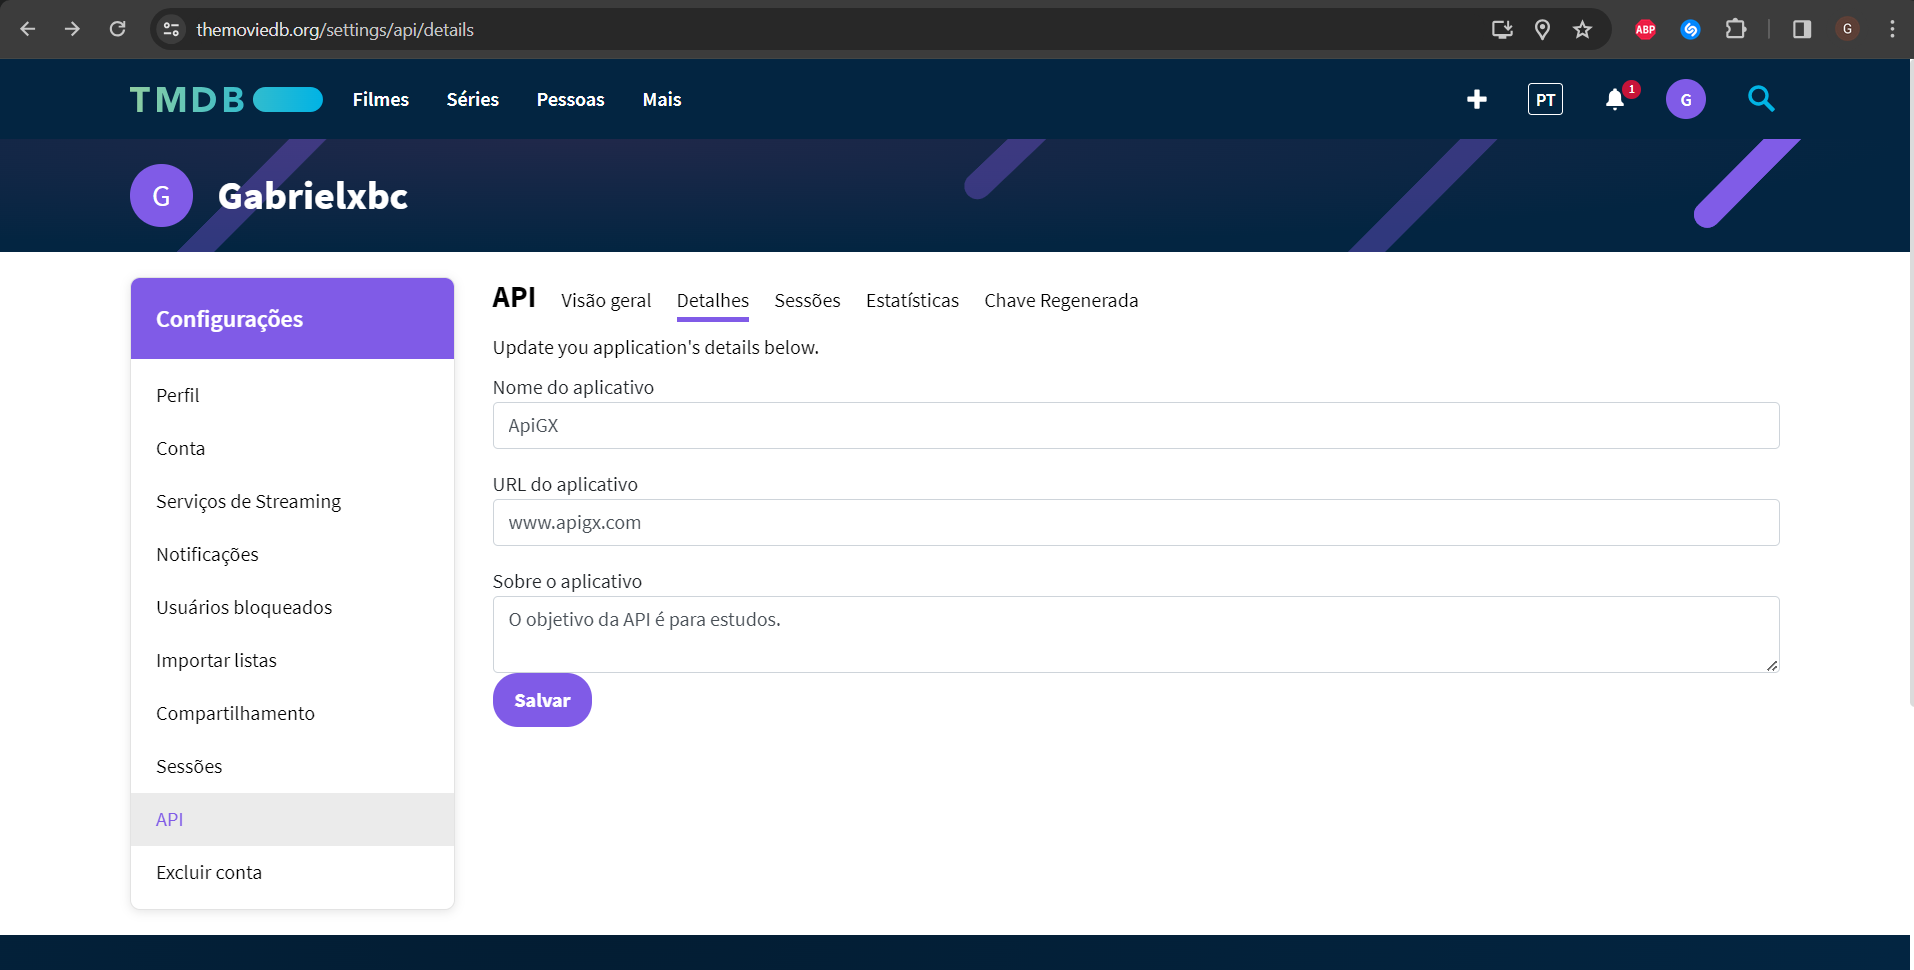 themoviedb.org/settings/api/details
ABP
G
TMDB
Filmes
Séries
Pessoas
Mais
PT
1
G
G
Gabrielxbc
Configurações
Perfil
Conta
Serviços de Streaming
Notificações
Usuários bloqueados
Importar listas
Compartilhamento
Sessões
API
Excluir conta
API
Visão geral
Detalhes
Sessões
Estatísticas
Chave Regenerada
Update you application's details below.
Nome do aplicativo
ApiGX
URL do aplicativo
www.apigx.com
Sobre o aplicativo
O objetivo da API é para estudos.
Salvar